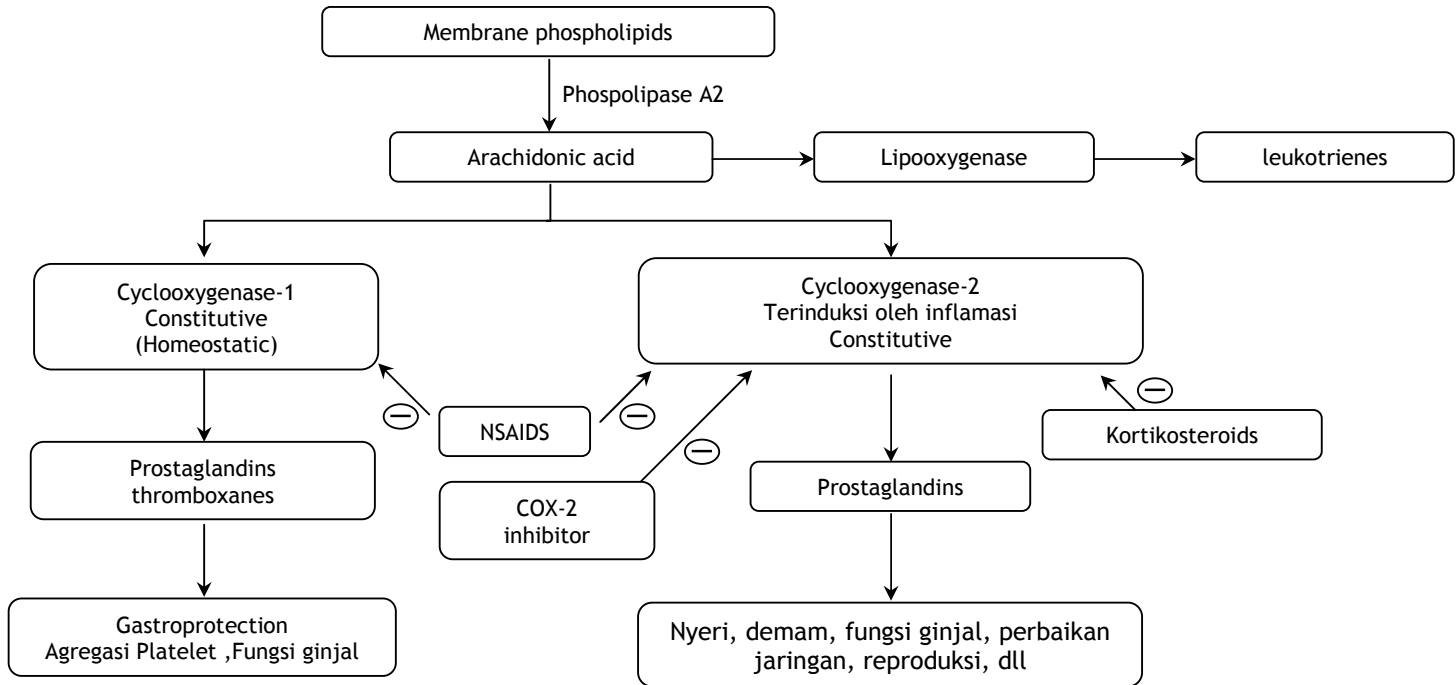 Membrane phospholipids
Phospolipase A2
Arachidonic acid
Lipooxygenase
leukotrienes
Cyclooxygenase-1
Constitutive
(Homeostatic)
Cyclooxygenase-2
Terinduksi oleh inflamasi
Constitutive
NSAIDS
Kortikosteroids
Prostaglandins
thromboxanes
COX-2
inhibitor
Prostaglandins
Gastroprotection
Agregasi Platelet ,Fungsi ginjal
Nyeri, demam, fungsi ginjal, perbaikan
jaringan, reproduksi, dll